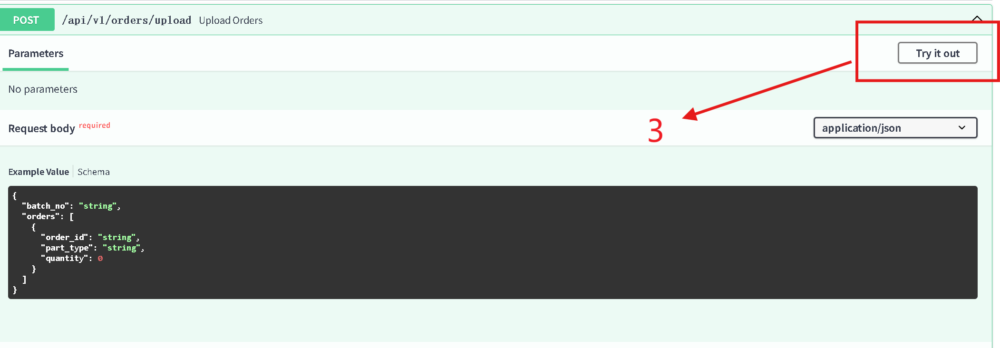 POST /api/v1/orders/upload Upload Orders
Parameters
Try it out
No parameters
3
Request body required
application/json
Example Value Schema
{
  "batch_no": "string",
  "orders": [
    {
      "order_id": "string",
      "part_type": "string",
      "quantity": 0
    }
  ]
}